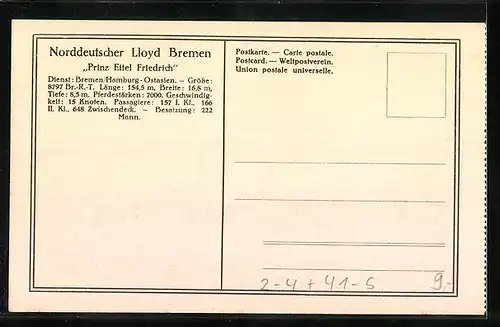 Norddeutscher Lloyd Bremen
„Prinz Eitel Friedrich"
Dienst: Bremen/Hamburg-Ostasien. – Größe:
8797 Br.-R.-T. Länge: 154,5 m, Breite: 16,8 m,
Tiefe: 8,5 m. Pferdestärken: 7000. Geschwindig-
keit: 15 Knoten. Passagiere: 157 I. Kl., 166
II. Kl., 648 Zwischendeck. – Besatzung: 222
Mann.
Postkarte. — Carte postale.
Postcard. — Weltpostverein.
Union postale universelle.
2-4+41-5 9,-